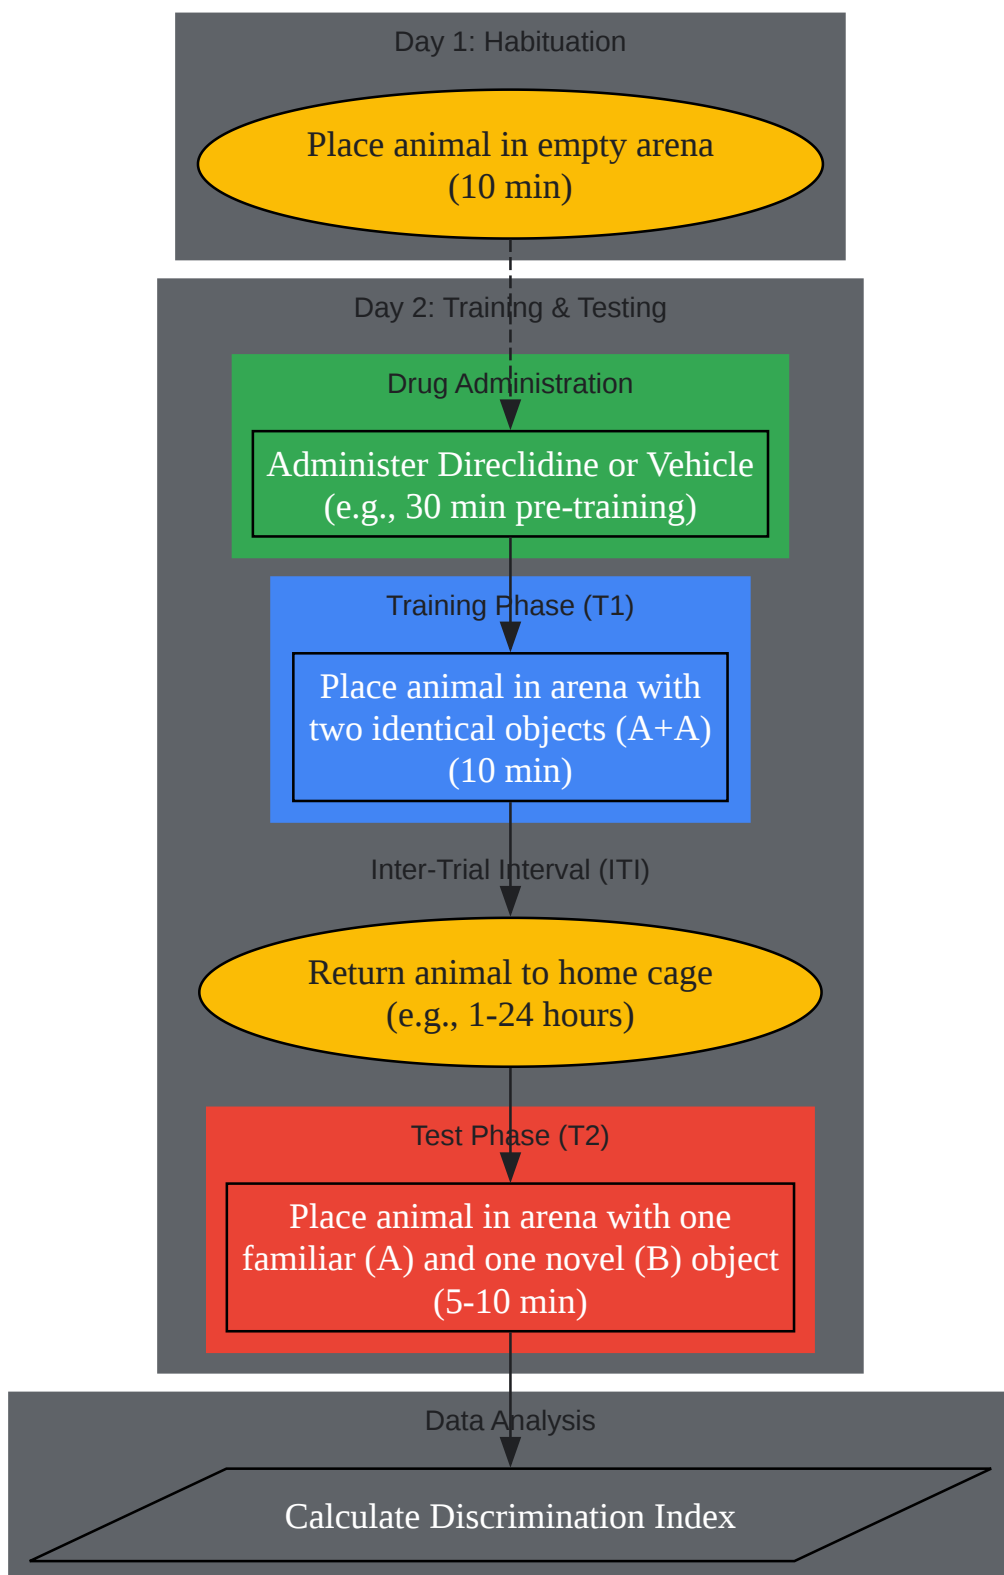 Day 1: Habituation
Place animal in empty arena
(10 min)
Day 2: Training & Testing
Drug Administration
Administer Direclidine or Vehicle
(e.g., 30 min pre-training)
Training Phase (T1)
Place animal in arena with
two identical objects (A+A)
(10 min)
Inter-Trial Interval (ITI)
Return animal to home cage
(e.g., 1-24 hours)
Test Phase (T2)
Place animal in arena with one
familiar (A) and one novel (B) object
(5-10 min)
Data Analysis
Calculate Discrimination Index